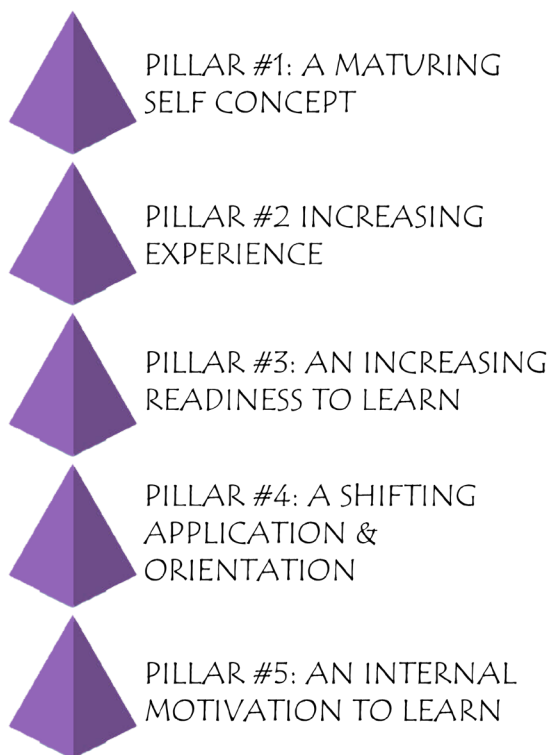 PILLAR #1: A MATURING
SELF CONCEPT
PILLAR #2 INCREASING
EXPERIENCE
PILLAR #3: AN INCREASING
READINESS TO LEARN
PILLAR #4: A SHIFTING
APPLICATION &
ORIENTATION
PILLAR #5: AN INTERNAL
MOTIVATION TO LEARN